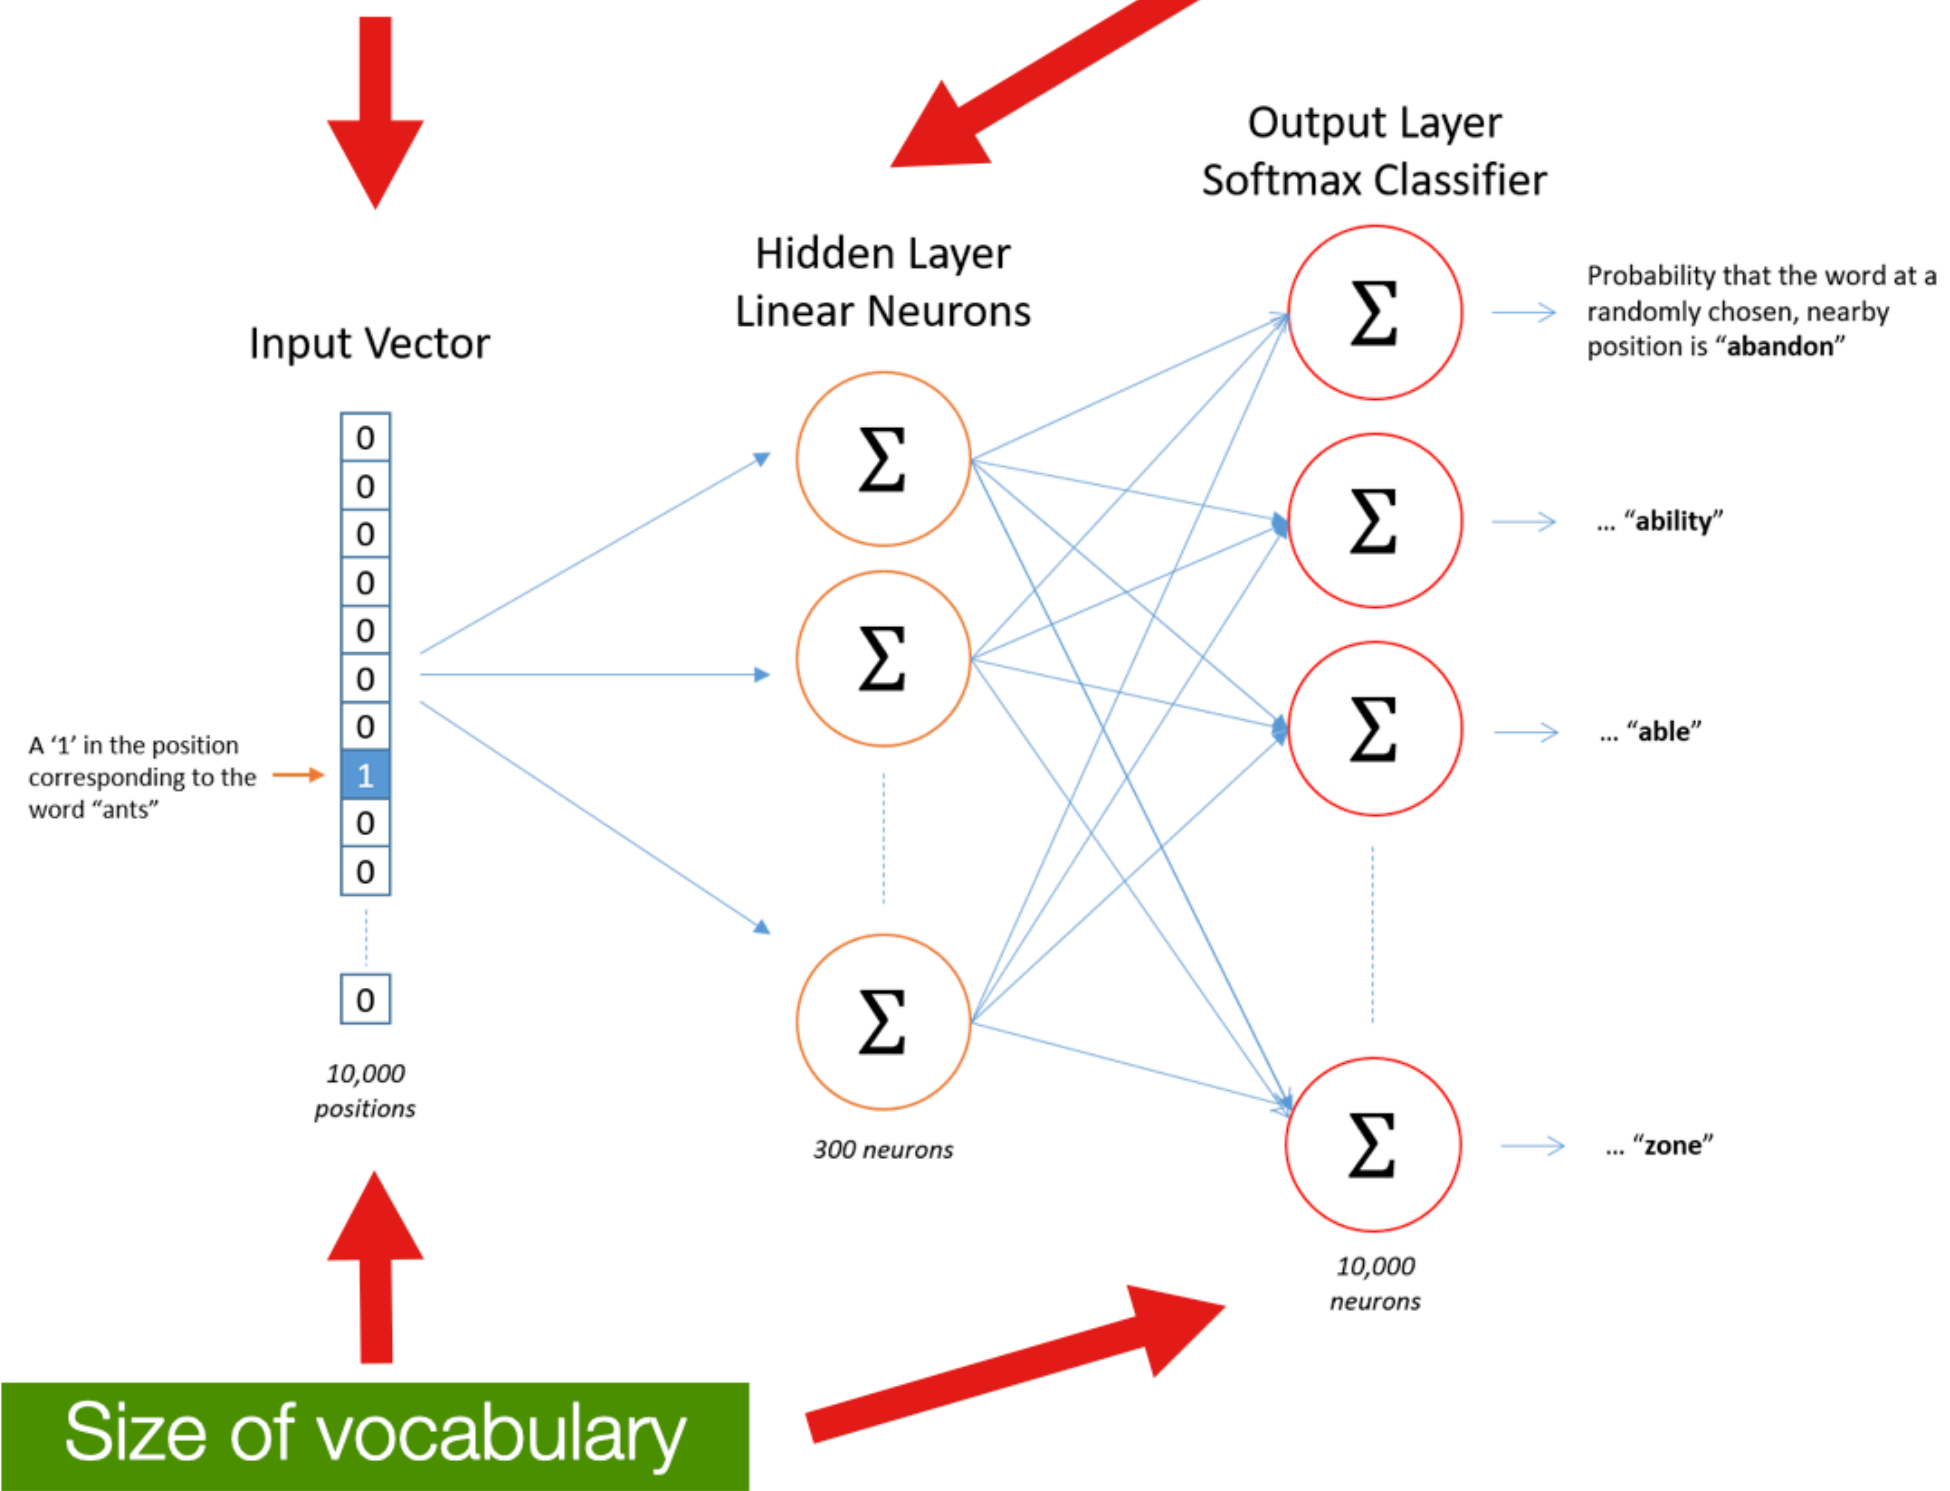 Output Layer
Softmax Classifier
Hidden Layer
Linear Neurons
Input Vector
0
0
0
0
0
0
0
1
0
0
0
A ‘1’ in the position
corresponding to the
word “ants”
10,000
positions
Σ
Σ
Σ
300 neurons
Σ
Σ
Σ
Σ
10,000
neurons
Probability that the word at a
randomly chosen, nearby
position is “abandon”
... “ability”
... “able”
... “zone”
Size of vocabulary